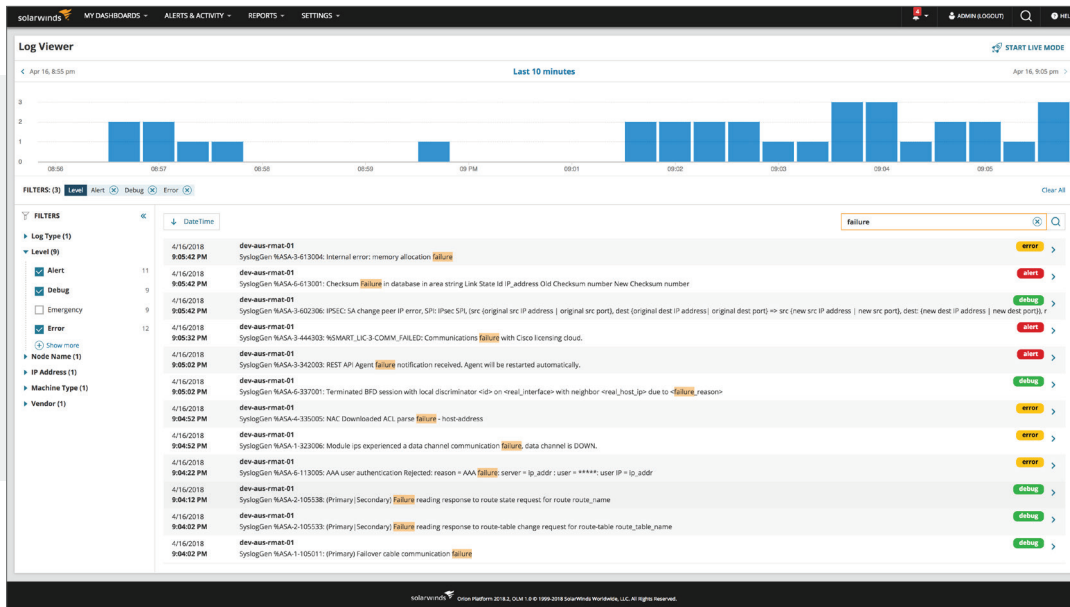 solarwinds MY DASHBOARDS ALERTS & ACTIVITY REPORTS SETTINGS 4 ADMIN (LOGOUT) HEL
Log Viewer START LIVE MODE
Apr 16, 8:55 pm Last 10 minutes Apr 16, 9:05 pm
3
2
1
0
08:56 08:57 08:58 08:59 09 PM 09:01 09:02 09:03 09:04 09:05
FILTERS: (3) Level Alert Debug Error Clear All
FILTERS
Log Type (1)
Level (9)
Alert 11
Debug 9
Emergency 9
Error 12
Show more
Node Name (1)
IP Address (1)
Machine Type (1)
Vendor (1)
DateTime failure
4/16/2018 dev-aus-rmat-01 error
9:05:42 PM SyslogGen %ASA-3-613004: Internal error: memory allocation failure
4/16/2018 dev-aus-rmat-01 alert
9:05:42 PM SyslogGen %ASA-6-613001: Checksum Failure in database in area string Link State Id IP_address Old Checksum number New Checksum number
4/16/2018 dev-aus-rmat-01 debug
9:05:42 PM SyslogGen %ASA-3-602306: IPSEC: SA change peer IP error, SPI: IPsec SPI, (src {original src IP address | original src port}, dest {original dest IP address| original dest port} => src {new src IP address | new src port}, dest: {new dest IP address | new dest port}), r
4/16/2018 dev-aus-rmat-01 alert
9:05:32 PM SyslogGen %ASA-3-444303: %SMART_LIC-3-COMM_FAILED: Communications failure with Cisco licensing cloud.
4/16/2018 dev-aus-rmat-01 alert
9:05:02 PM SyslogGen %ASA-3-342003: REST API Agent failure notification received. Agent will be restarted automatically.
4/16/2018 dev-aus-rmat-01 debug
9:05:02 PM SyslogGen %ASA-6-337001: Terminated BFD session with local discriminator <id> on <real_interface> with neighbor <real_host_ip> due to <failure_reason>
4/16/2018 dev-aus-rmat-01 error
9:04:52 PM SyslogGen %ASA-4-335005: NAC Downloaded ACL parse failure - host-address
4/16/2018 dev-aus-rmat-01 error
9:04:52 PM SyslogGen %ASA-1-323006: Module ips experienced a data channel communication failure, data channel is DOWN.
4/16/2018 dev-aus-rmat-01 error
9:04:22 PM SyslogGen %ASA-6-113005: AAA user authentication Rejected: reason = AAA failure: server = ip_addr : user = *****: user IP = ip_addr
4/16/2018 dev-aus-rmat-01 debug
9:04:12 PM SyslogGen %ASA-2-105538: (Primary|Secondary) Failure reading response to route state request for route route_name
4/16/2018 dev-aus-rmat-01 debug
9:04:02 PM SyslogGen %ASA-2-105533: (Primary|Secondary) Failure reading response to route-table change request for route-table route_table_name
4/16/2018 dev-aus-rmat-01 debug
9:04:02 PM SyslogGen %ASA-1-105011: (Primary) Failover cable communication failure
solarwinds Orion Platform 2018.2, OLM 1.0 © 1999-2018 SolarWinds Worldwide, LLC. All Rights Reserved.